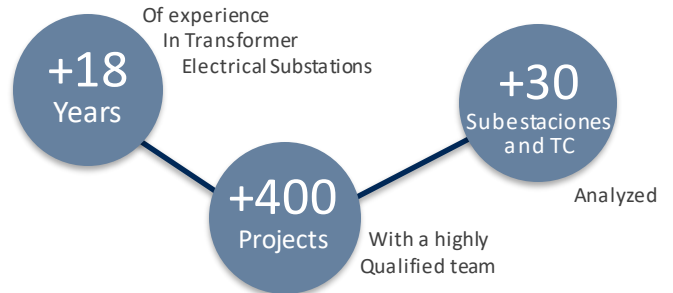 +18
Years
Of experience
In Transformer
Electrical Substations
+400
Projects
With a highly
Qualified team
+30
Subestaciones
and TC
Analyzed